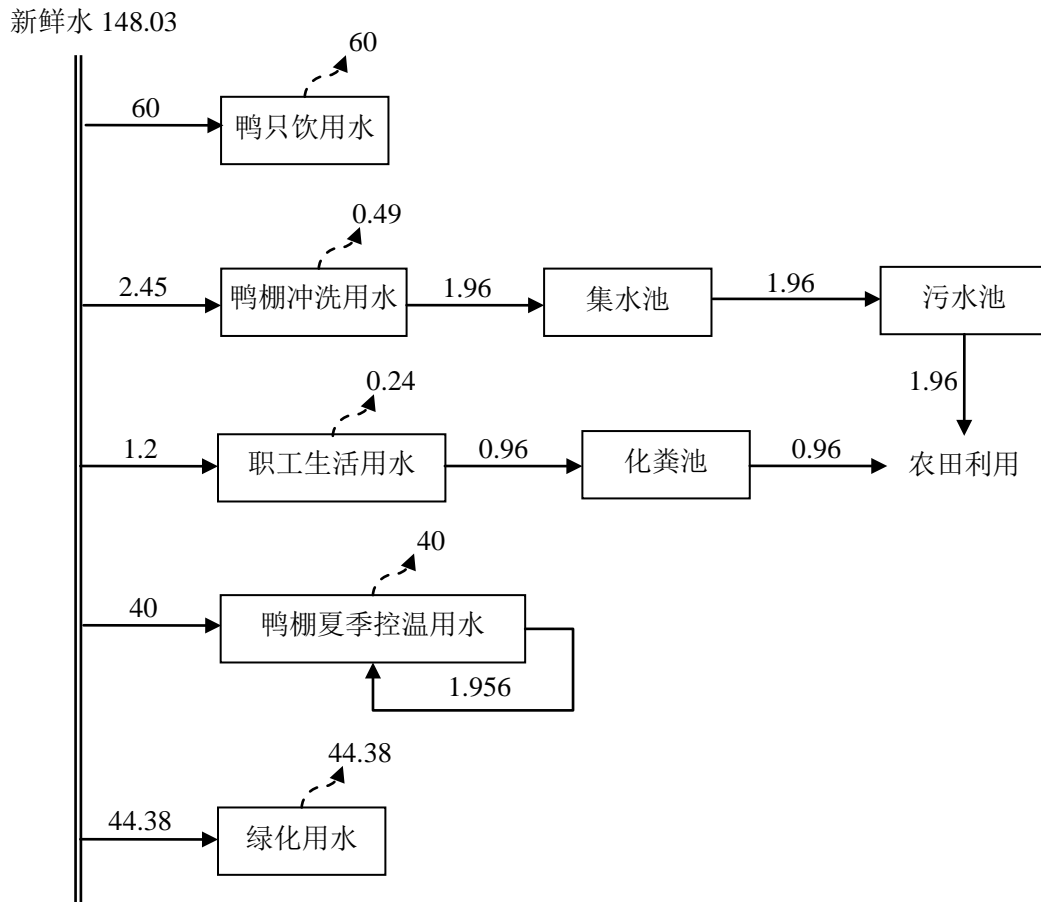 新鲜水 148.03
60
60
鸭只饮用水
0.49
2.45
鸭棚冲洗用水
1.96
集水池
1.96
污水池
1.96
0.24
1.2
职工生活用水
0.96
化粪池
0.96
农田利用
40
40
鸭棚夏季控温用水
1.956
44.38
44.38
绿化用水